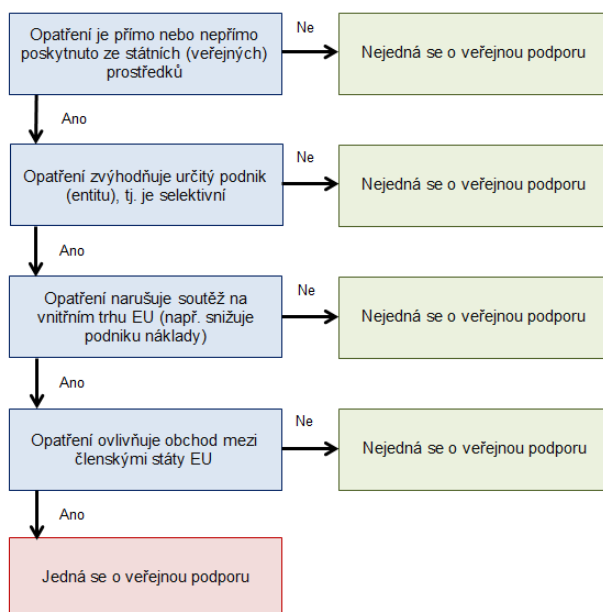 Opatření je přímo nebo nepřímo
poskytnuto ze státních (veřejných)
prostředků
Ne
Nejedná se o veřejnou podporu
Ano
Opatření zvýhodňuje určitý podnik
(entitu), tj. je selektivní
Ne
Nejedná se o veřejnou podporu
Ano
Opatření narušuje soutěž na
vnitřním trhu EU (např. snižuje
podniku náklady)
Ne
Nejedná se o veřejnou podporu
Ano
Opatření ovlivňuje obchod mezi
členskými státy EU
Ne
Nejedná se o veřejnou podporu
Ano
Jedná se o veřejnou podporu